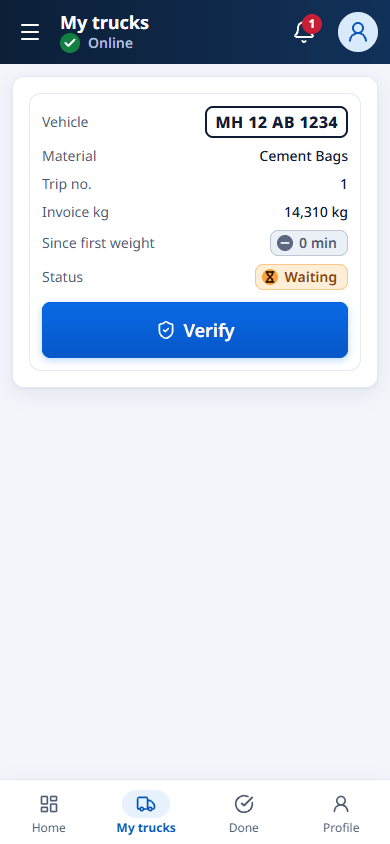 My trucks
Online
1
Vehicle MH 12 AB 1234
Material Cement Bags
Trip no. 1
Invoice kg 14,310 kg
Since first weight 0 min
Status Waiting
Verify
Home My trucks Done Profile